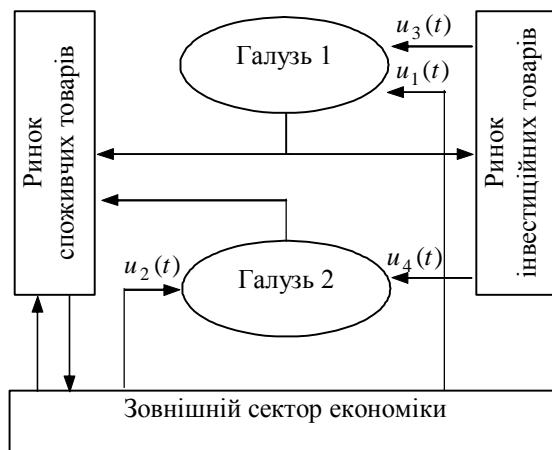 u₃(t)
Галузь 1
u₁(t)
Ринок
споживчих товарів
Ринок
інвестиційних товарів
u₂(t)
Галузь 2
u₄(t)
Зовнішній сектор економіки